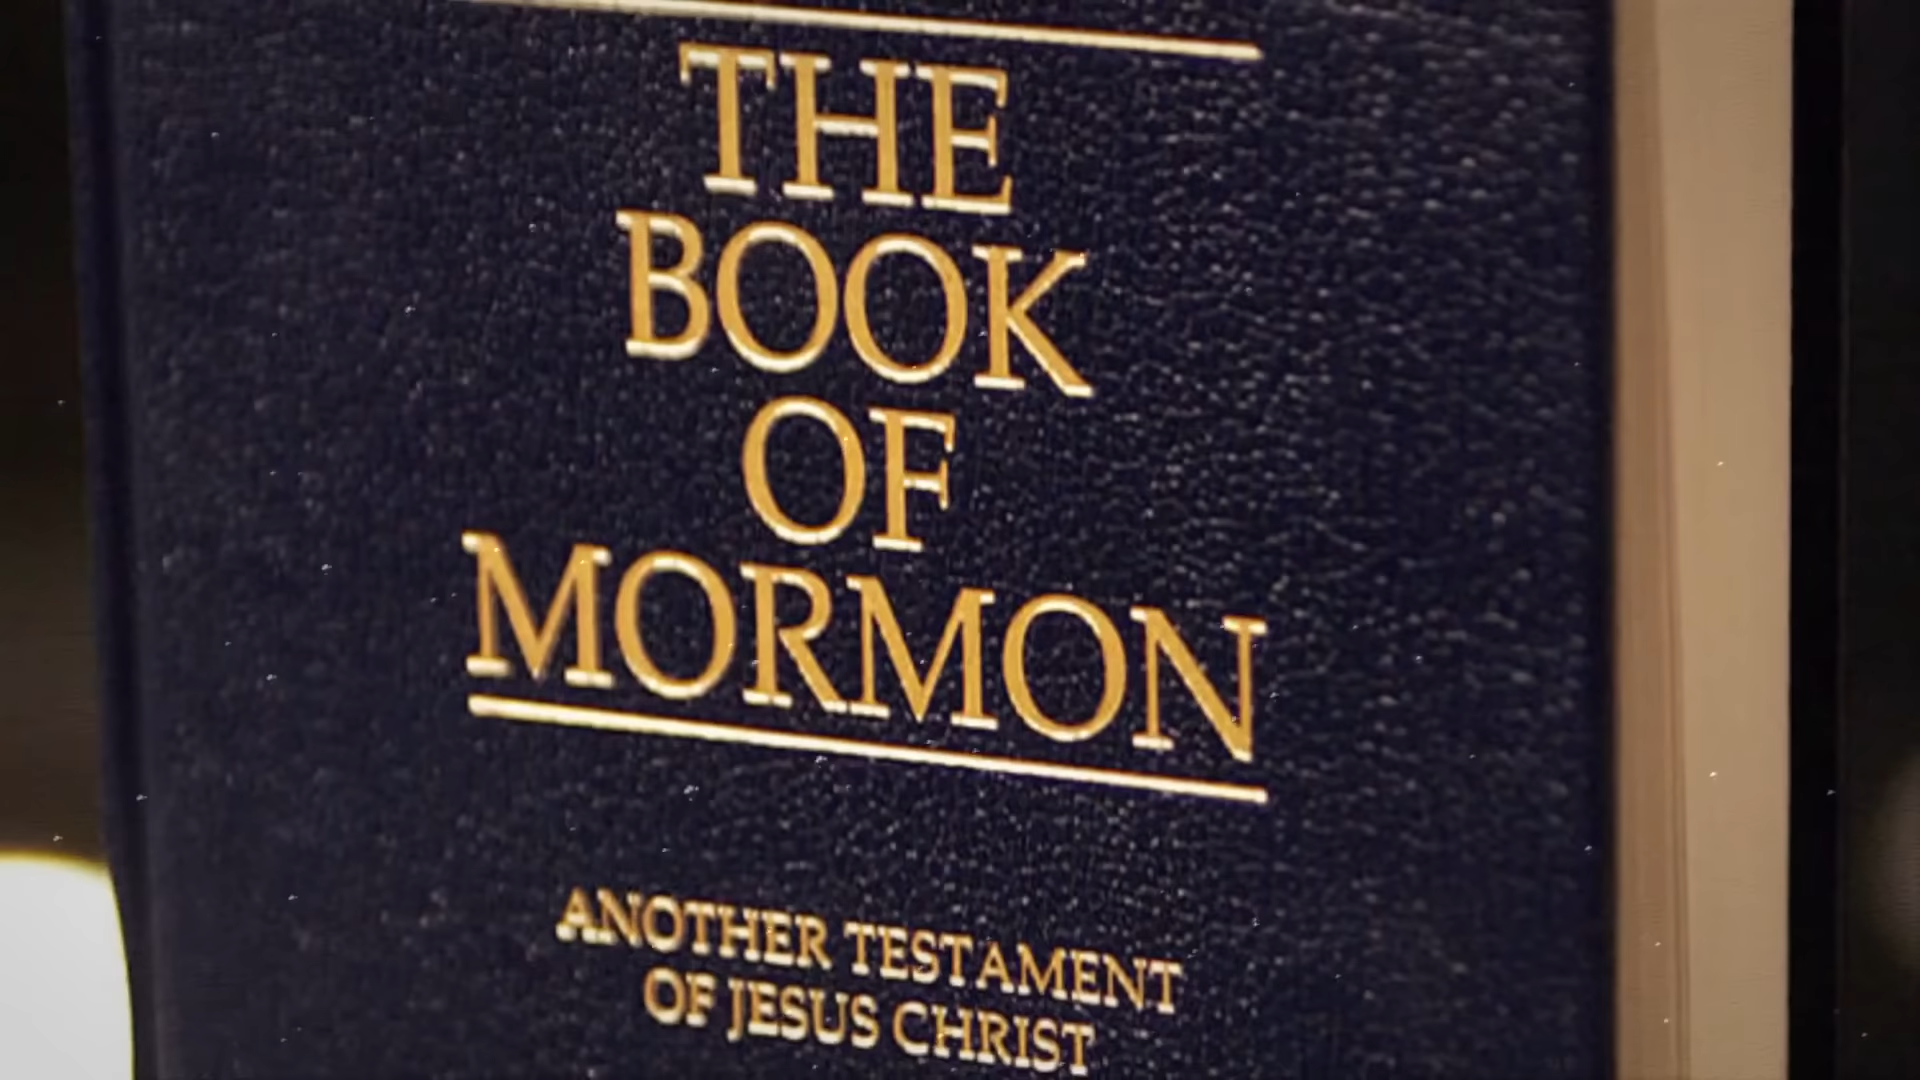 THE
BOOK
OF
MORMON
ANOTHER TESTAMENT
OF JESUS CHRIST